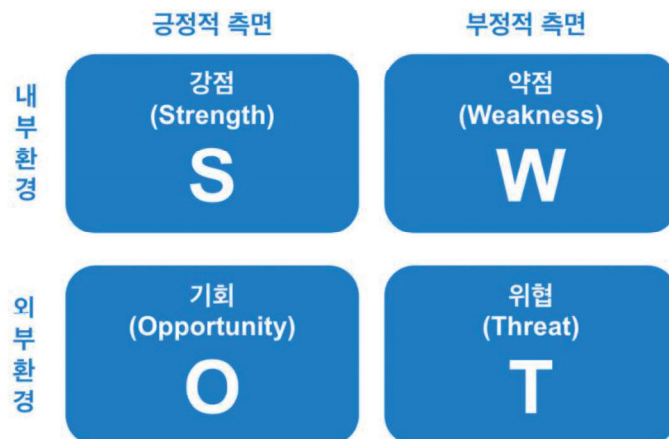 긍정적 측면
부정적 측면
내부환경
강점
(Strength)
S
약점
(Weakness)
W
외부환경
기회
(Opportunity)
O
위협
(Threat)
T